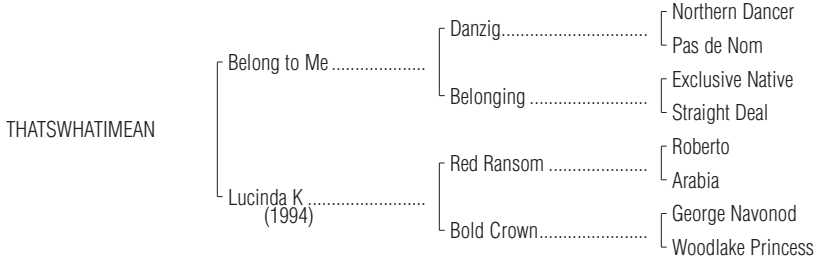 Northern Dancer
Danzig..............................
Pas de Nom
Belong to Me....................
Exclusive Native
Belonging.........................
Straight Deal
THATSWHATIMEAN
Roberto
Red Ransom.....................
Arabia
Lucinda K.........................
(1994)
George Navonod
Bold Crown.......................
Woodlake Princess